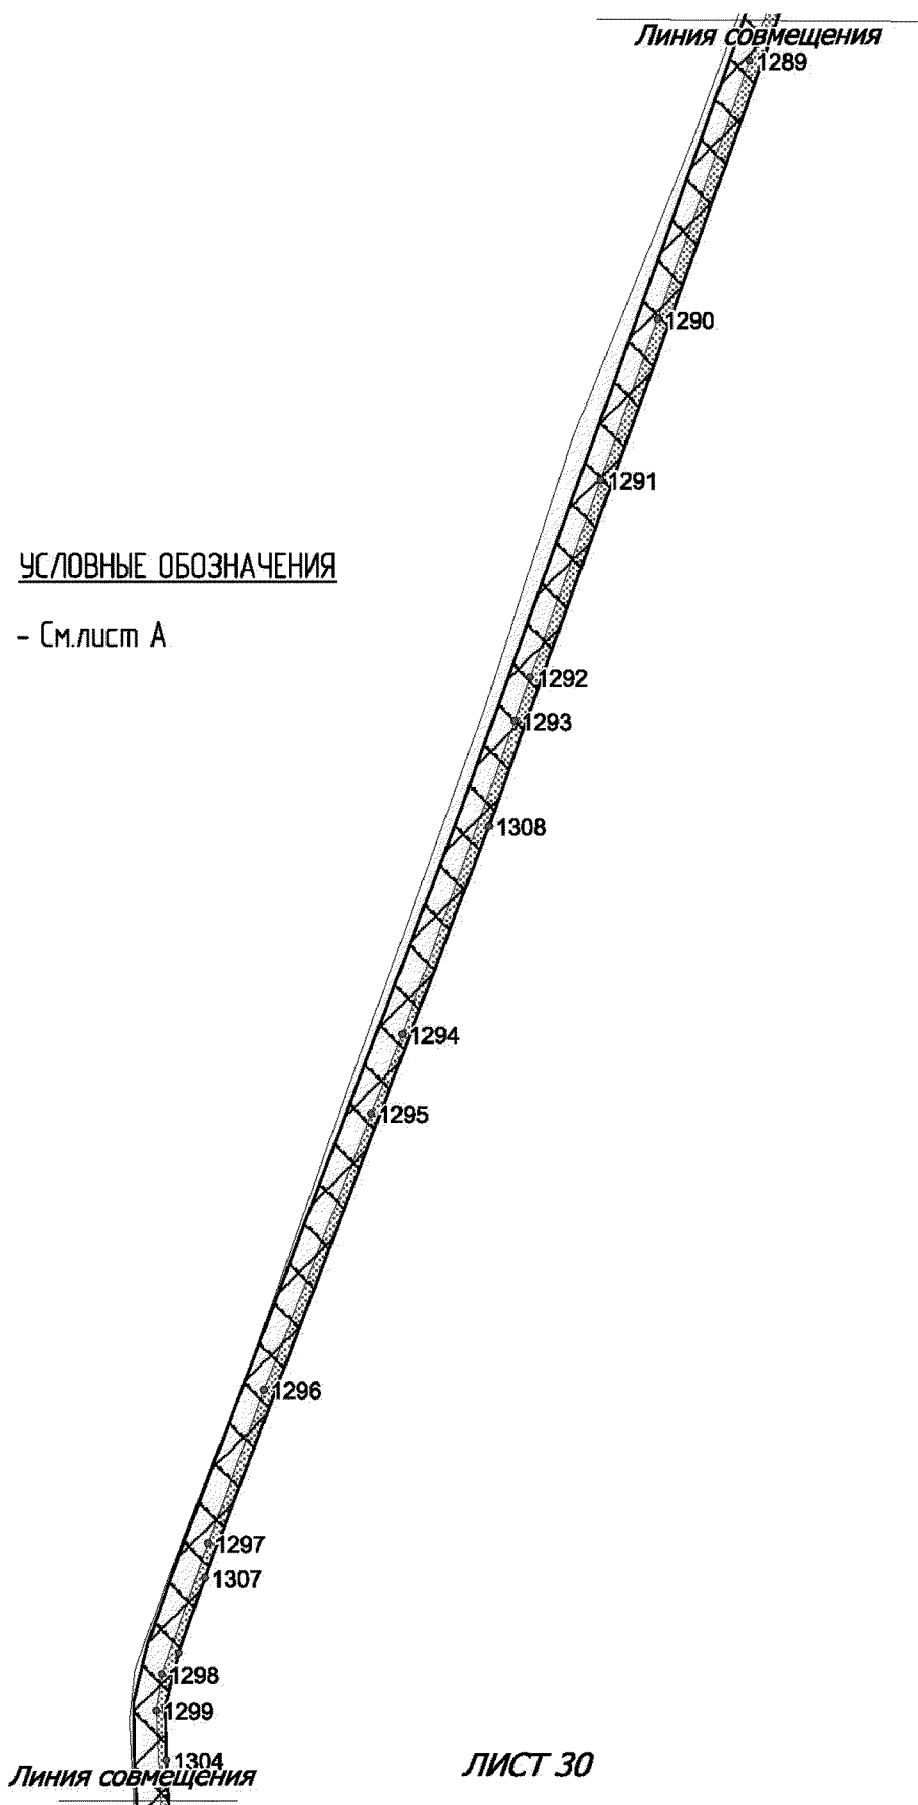 Линия совмещения
1289
1290
1291
УСЛОВНЫЕ ОБОЗНАЧЕНИЯ
- См.лист А
1292
1293
1308
1294
1295
1296
1297
1307
1298
1299
1304
Линия совмещения
ЛИСТ 30